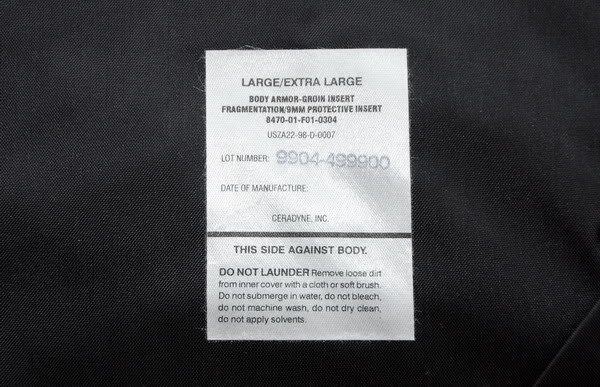 LARGE/EXTRA LARGE
BODY ARMOR-GROIN INSERT
FRAGMENTATION/9MM PROTECTIVE INSERT
8470-01-F01-0304
USZA22-98-D-0007
LOT NUMBER: 9904-499900
DATE OF MANUFACTURE:
CERADYNE, INC.
THIS SIDE AGAINST BODY.
DO NOT LAUNDER Remove loose dirt
from inner cover with a cloth or soft brush.
Do not submerge in water, do not bleach,
do not machine wash, do not dry clean,
do not apply solvents.